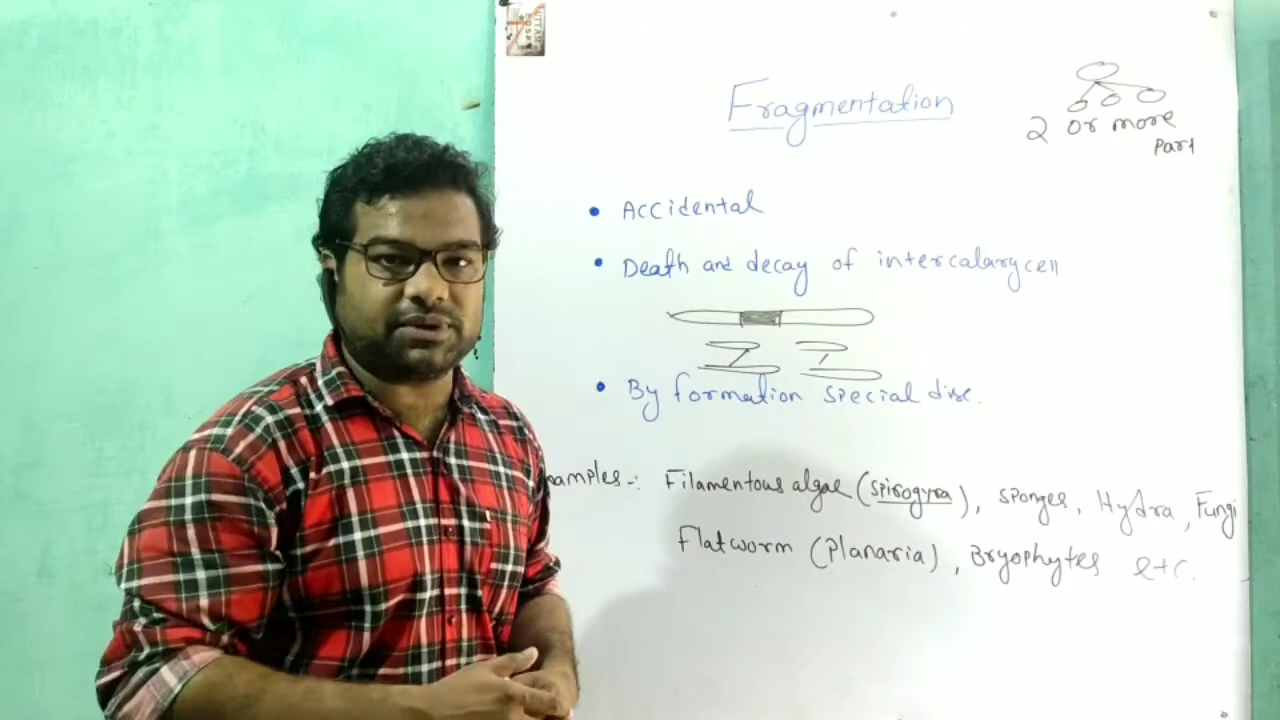 Fragmentation
2 or more
Part
• Accidental
• Death and decay of intercalary cell
• By formation special disc.
amples -: Filamentous algae (spirogyra), sponges, Hydra, Fungi
Flatworm (Planaria), Bryophytes etc.